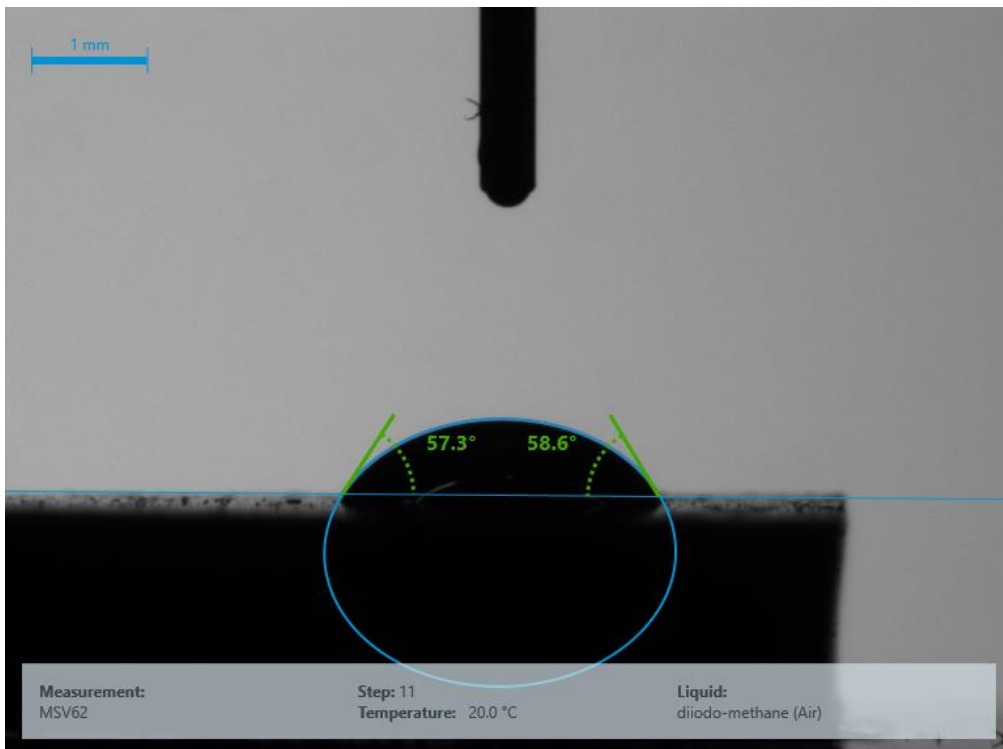 1 mm
57.3° 58.6°
Measurement: Step: 11 Liquid:
MSV62 Temperature: 20.0 °C diiodo-methane (Air)